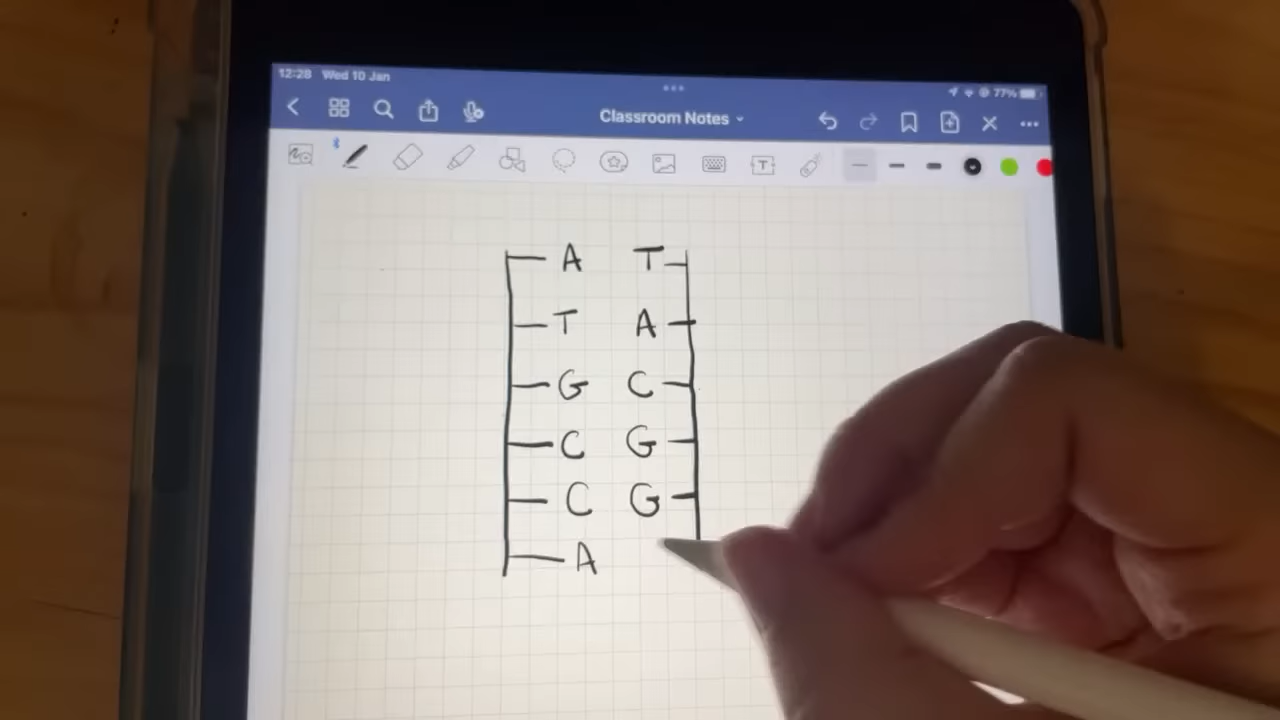 12:28 Wed 10 Jan
77%
Classroom Notes
T
A T
T A
G C
C G
C G
A